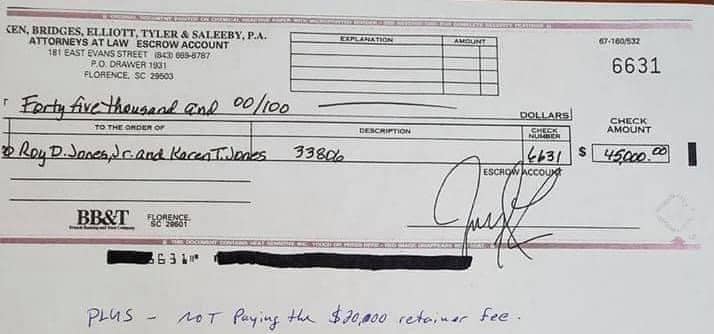 KEN, BRIDGES, ELLIOTT, TYLER & SALEEBY, P.A.
ATTORNEYS AT LAW ESCROW ACCOUNT
181 EAST EVANS STREET (843) 669-8787
P.O. DRAWER 1931
FLORENCE, SC 29503
EXPLANATION AMOUNT
67-160/532
6631
Forty five thousand and 00/100 DOLLARS
TO THE ORDER OF DESCRIPTION CHECK NUMBER CHECK AMOUNT
Roy D. Jones, Jr. and Karen T. Jones 33806 6631 $ 45,000.00
ESCROW ACCOUNT
BB&T FLORENCE,
SC 29501
6631
PLUS - NOT Paying the $20,000 retainer fee.